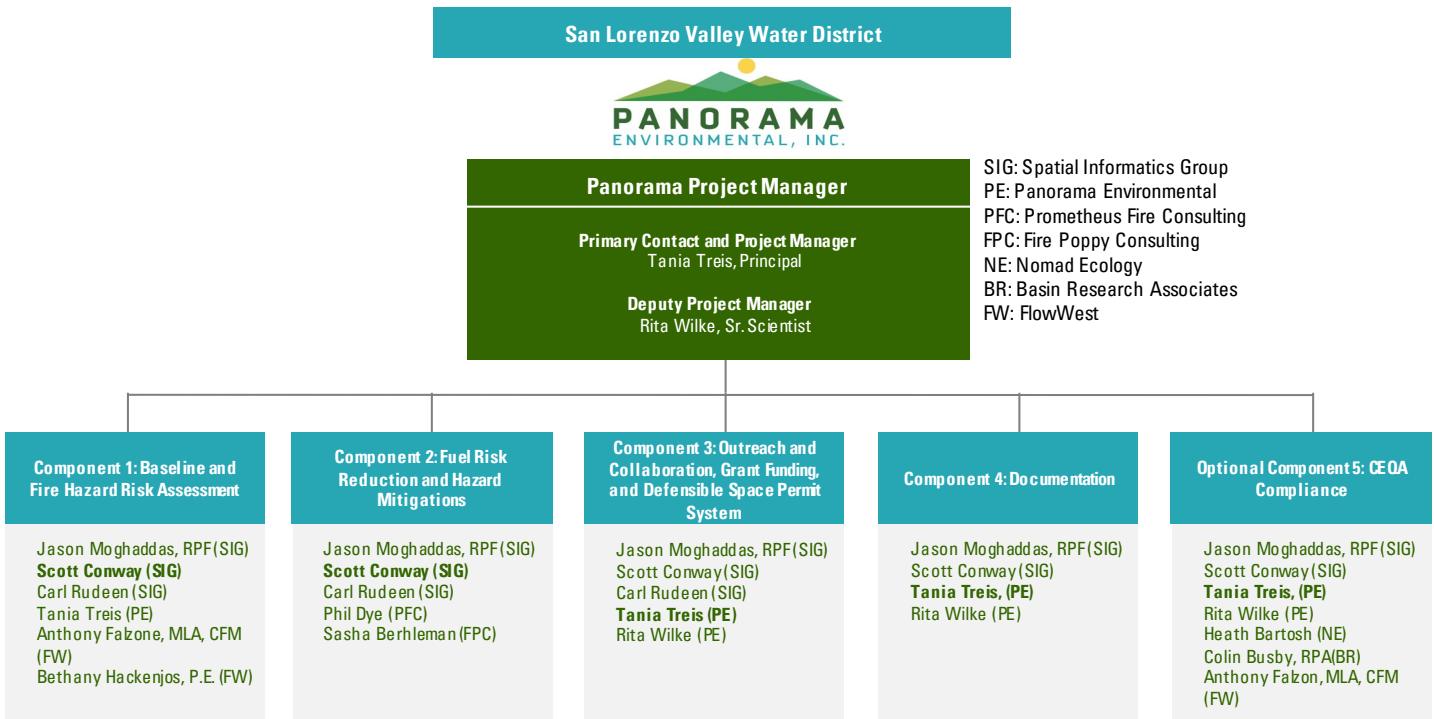 San Lorenzo Valley Water District
PANORAMA
ENVIRONMENTAL, INC.
Panorama Project Manager
Primary Contact and Project Manager
Tania Treis, Principal
Deputy Project Manager
Rita Wilke, Sr. Scientist
SIG: Spatial Informatics Group
PE: Panorama Environmental
PFC: Prometheus Fire Consulting
FPC: Fire Poppy Consulting
NE: Nomad Ecology
BR: Basin Research Associates
FW: FlowWest
Component 1: Baseline and
Fire Hazard Risk Assessment
Jason Moghaddas, RPF (SIG)
Scott Conway (SIG)
Carl Rudeen (SIG)
Tania Treis (PE)
Anthony Falzone, MLA, CFM
(FW)
Bethany Hackenjos, P.E. (FW)
Component 2: Fuel Risk
Reduction and Hazard
Mitigations
Jason Moghaddas, RPF (SIG)
Scott Conway (SIG)
Carl Rudeen (SIG)
Phil Dye (PFC)
Sasha Berhleman (FPC)
Component 3: Outreach and
Collaboration, Grant Funding,
and Defensible Space Permit
System
Jason Moghaddas, RPF (SIG)
Scott Conway (SIG)
Carl Rudeen (SIG)
Tania Treis (PE)
Rita Wilke (PE)
Component 4: Documentation
Jason Moghaddas, RPF (SIG)
Scott Conway (SIG)
Tania Treis, (PE)
Rita Wilke (PE)
Optional Component 5: CEQA
Compliance
Jason Moghaddas, RPF (SIG)
Scott Conway (SIG)
Tania Treis, (PE)
Rita Wilke (PE)
Heath Bartosh (NE)
Colin Busby, RPA(BR)
Anthony Falzon, MLA, CFM
(FW)